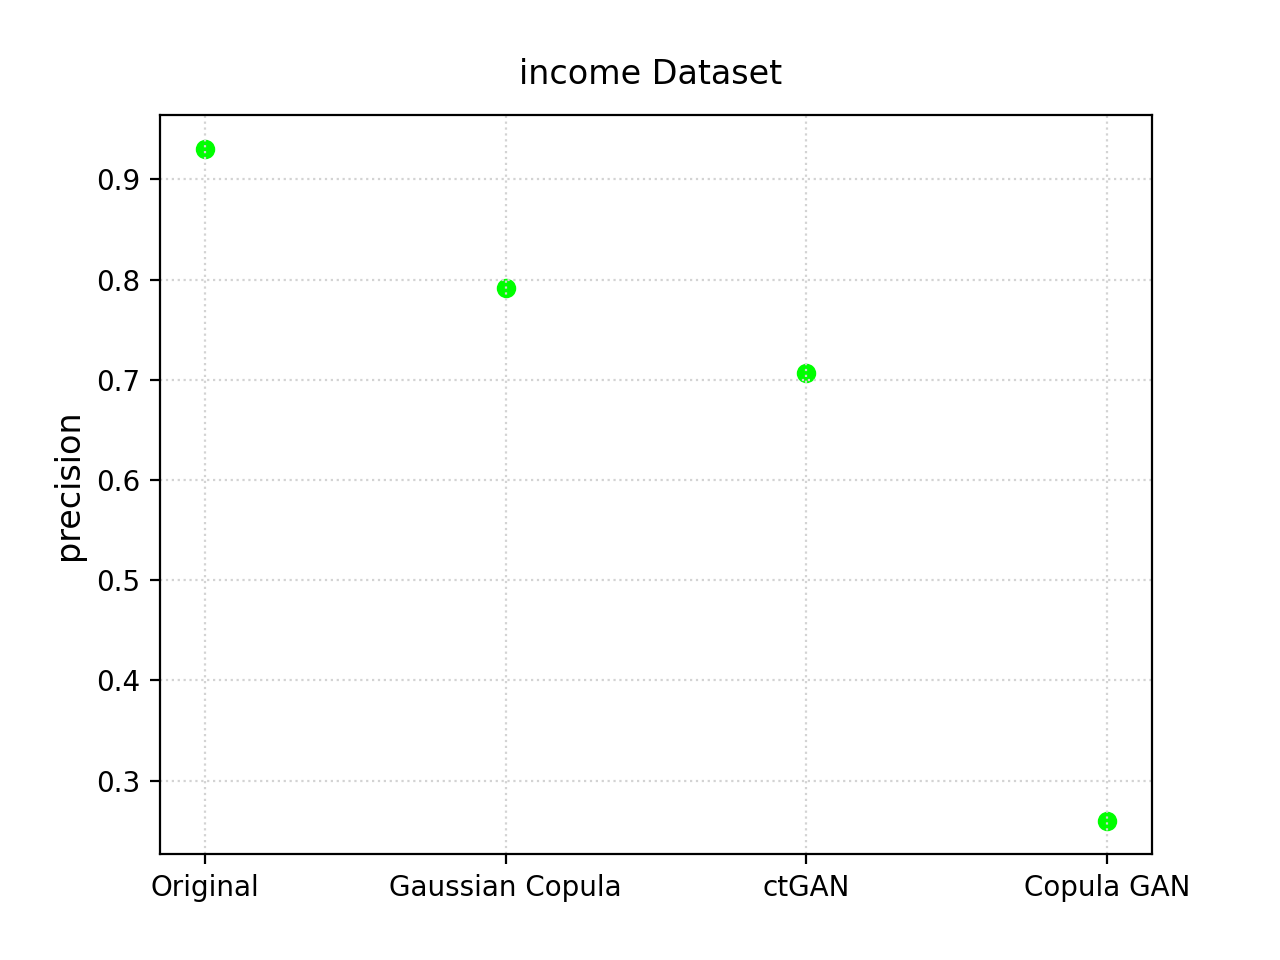 income Dataset
precision
0.9
0.8
0.7
0.6
0.5
0.4
0.3
Original
Gaussian Copula
ctGAN
Copula GAN